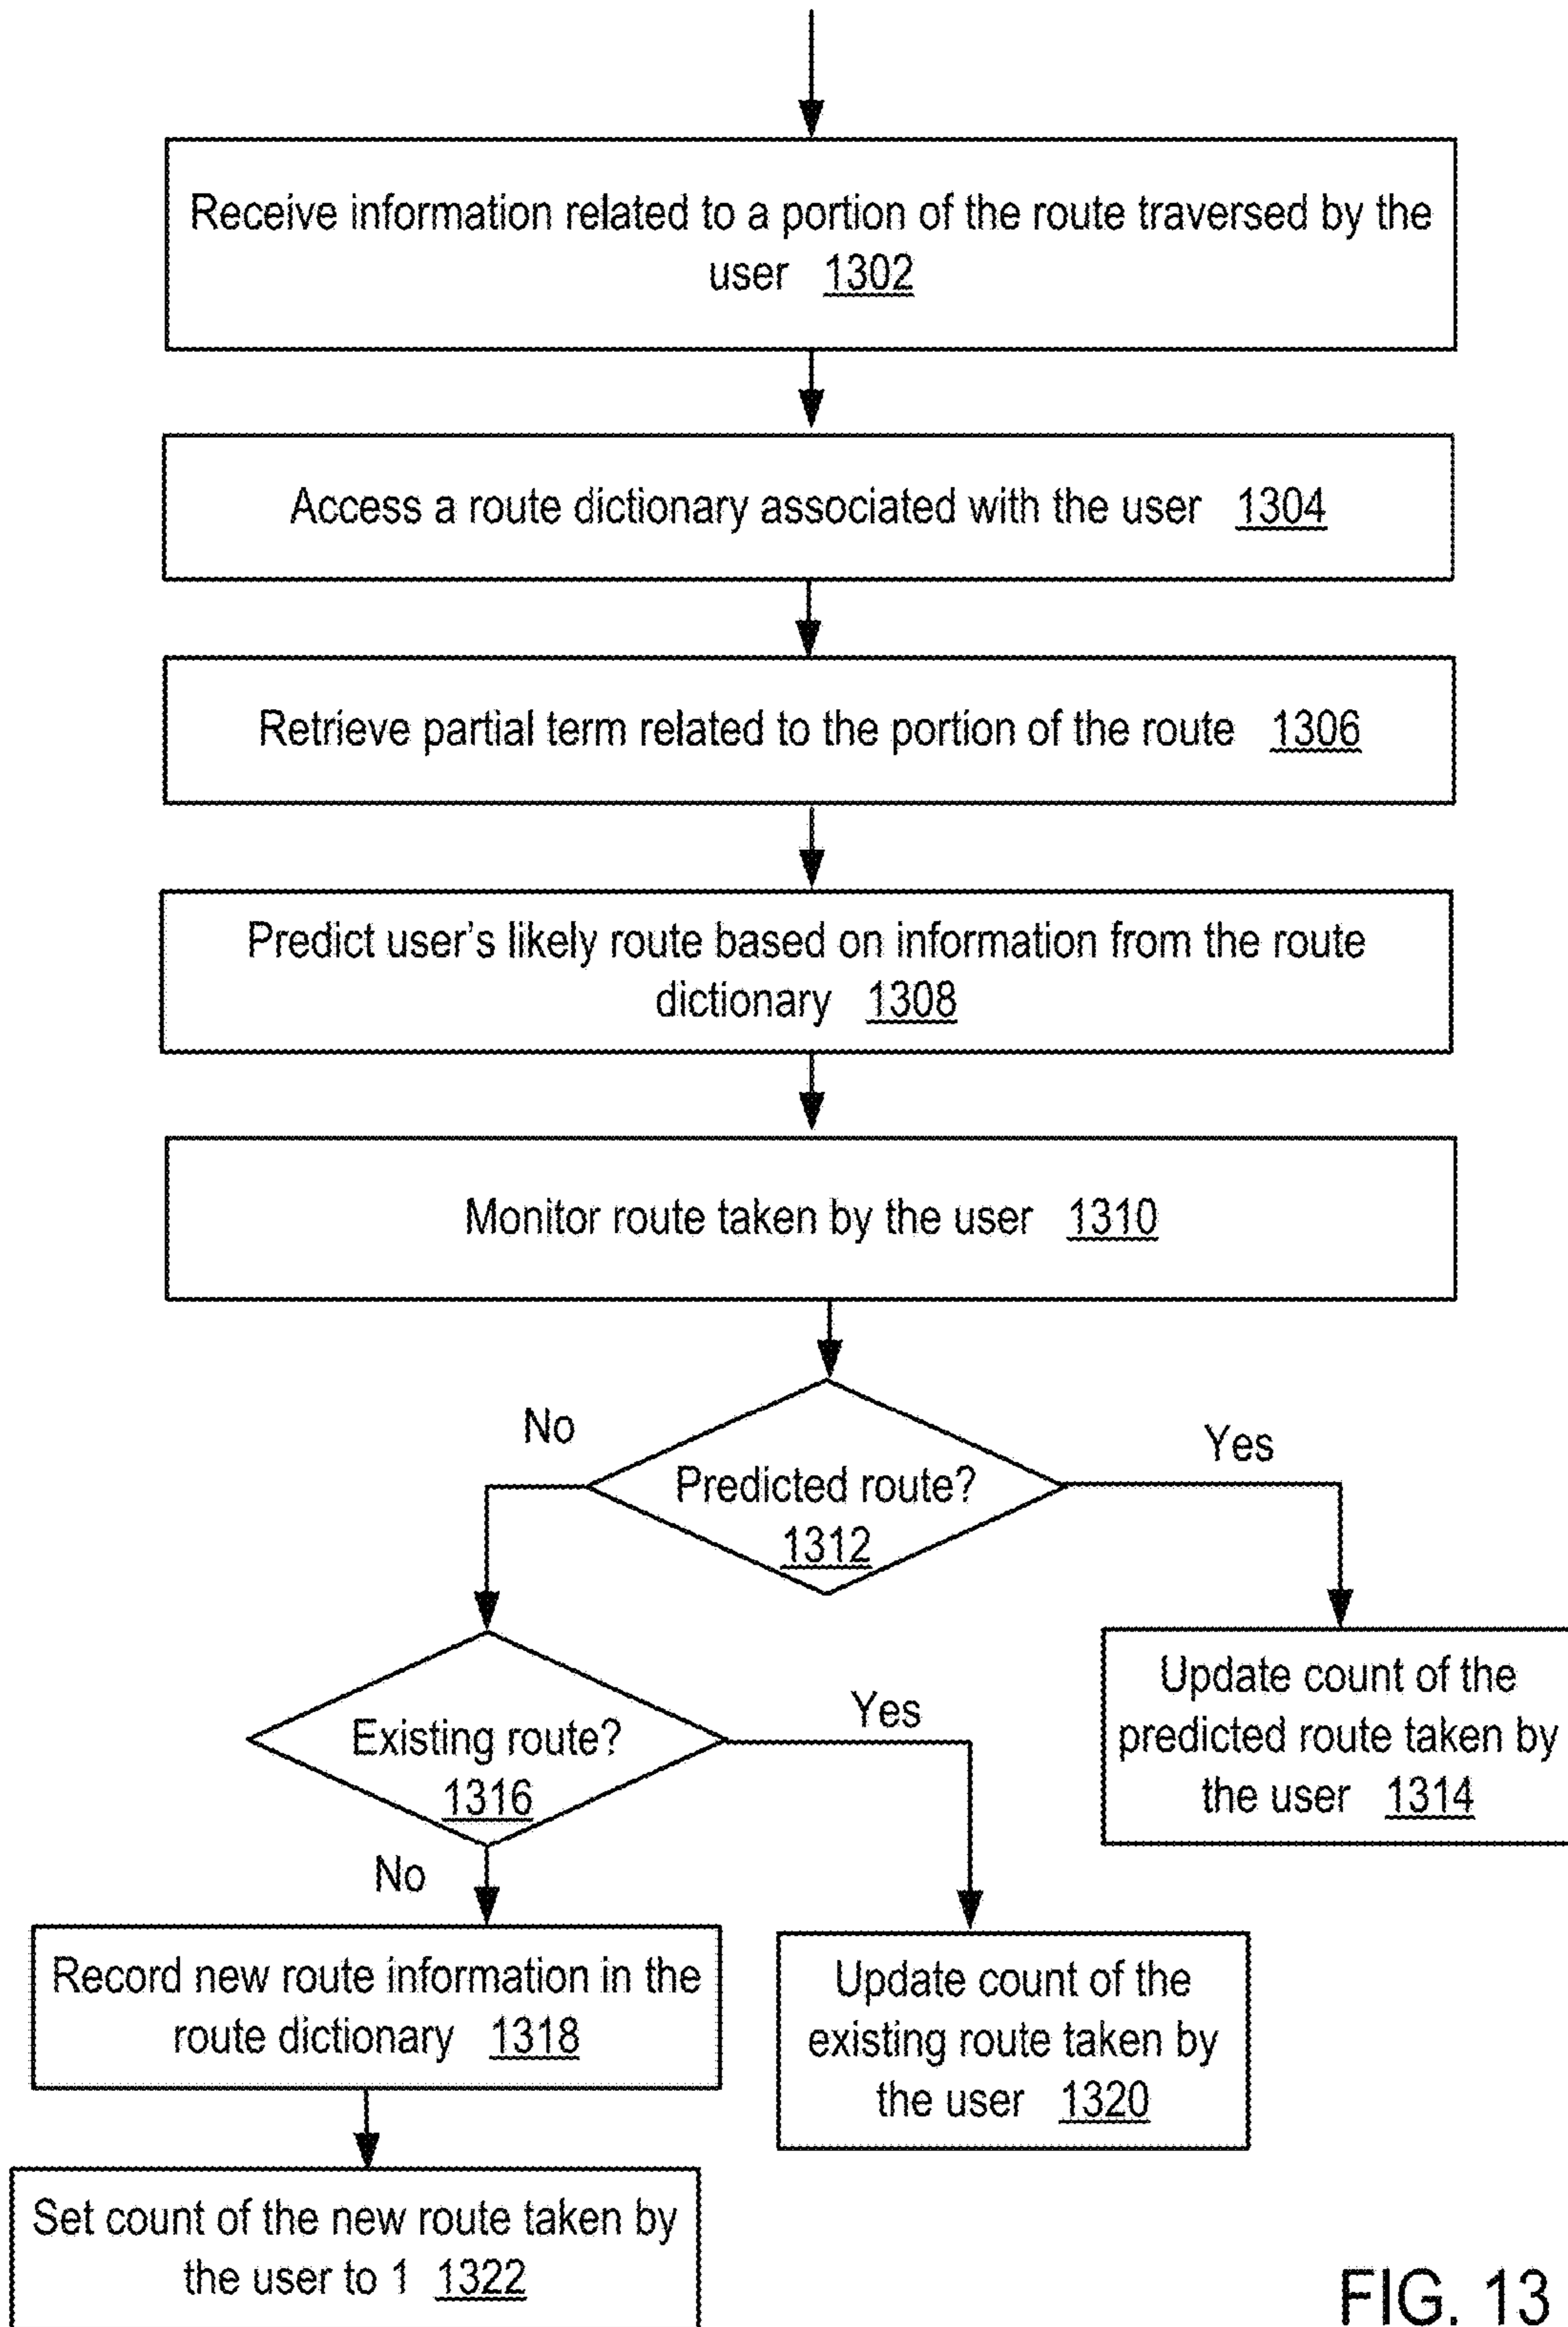 Receive information related to a portion of the route traversed by the
user 1302
Access a route dictionary associated with the user 1304
Retrieve partial term related to the portion of the route 1306
Predict user's likely route based on information from the route
dictionary 1308
Monitor route taken by the user 1310
No
Yes
Predicted route?
1312
Existing route?
1316
Yes
Update count of the
predicted route taken by
the user 1314
No
Record new route information in the
route dictionary 1318
Update count of the
existing route taken by
the user 1320
Set count of the new route taken by
the user to 1 1322
FIG. 13